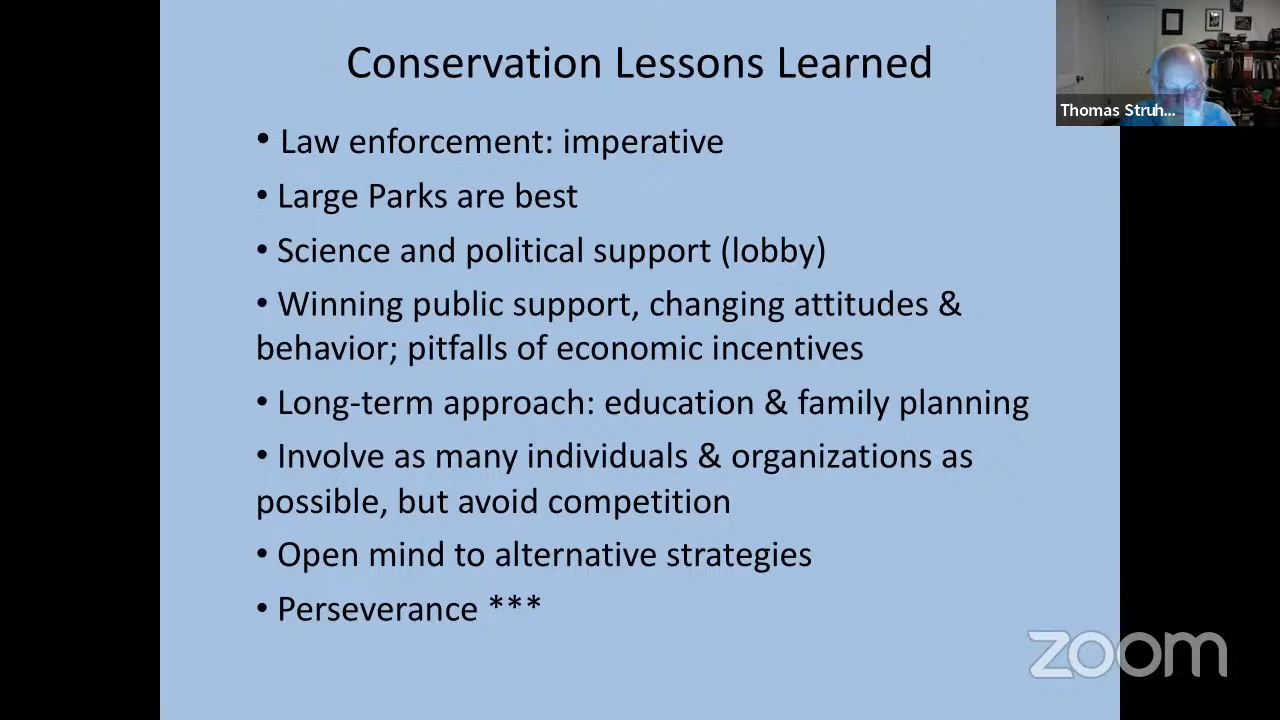 Conservation Lessons Learned
Thomas Struh...
• Law enforcement: imperative
• Large Parks are best
• Science and political support (lobby)
• Winning public support, changing attitudes &
behavior; pitfalls of economic incentives
• Long-term approach: education & family planning
• Involve as many individuals & organizations as
possible, but avoid competition
• Open mind to alternative strategies
• Perseverance ***
zoom